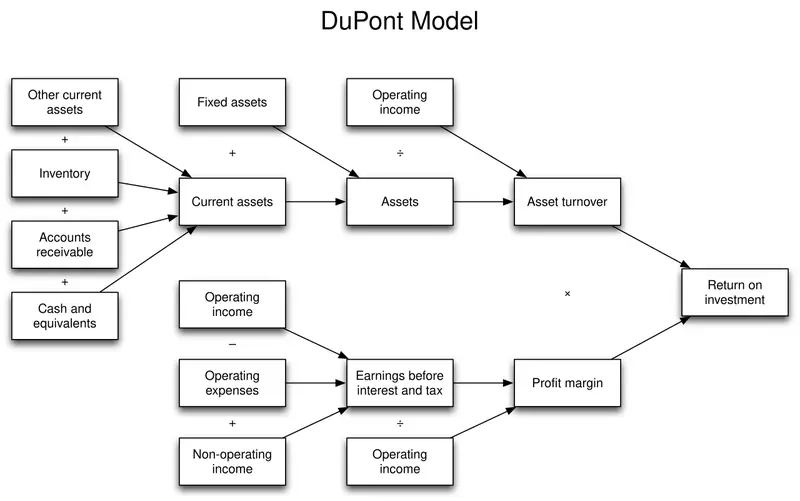 DuPont Model
Other current
assets
Fixed assets
Operating
income
+
+
÷
Inventory
+
Current assets
Assets
Asset turnover
Accounts
receivable
+
Cash and
equivalents
Operating
income
×
Return on
investment
–
Operating
expenses
Earnings before
interest and tax
Profit margin
+
÷
Non-operating
income
Operating
income